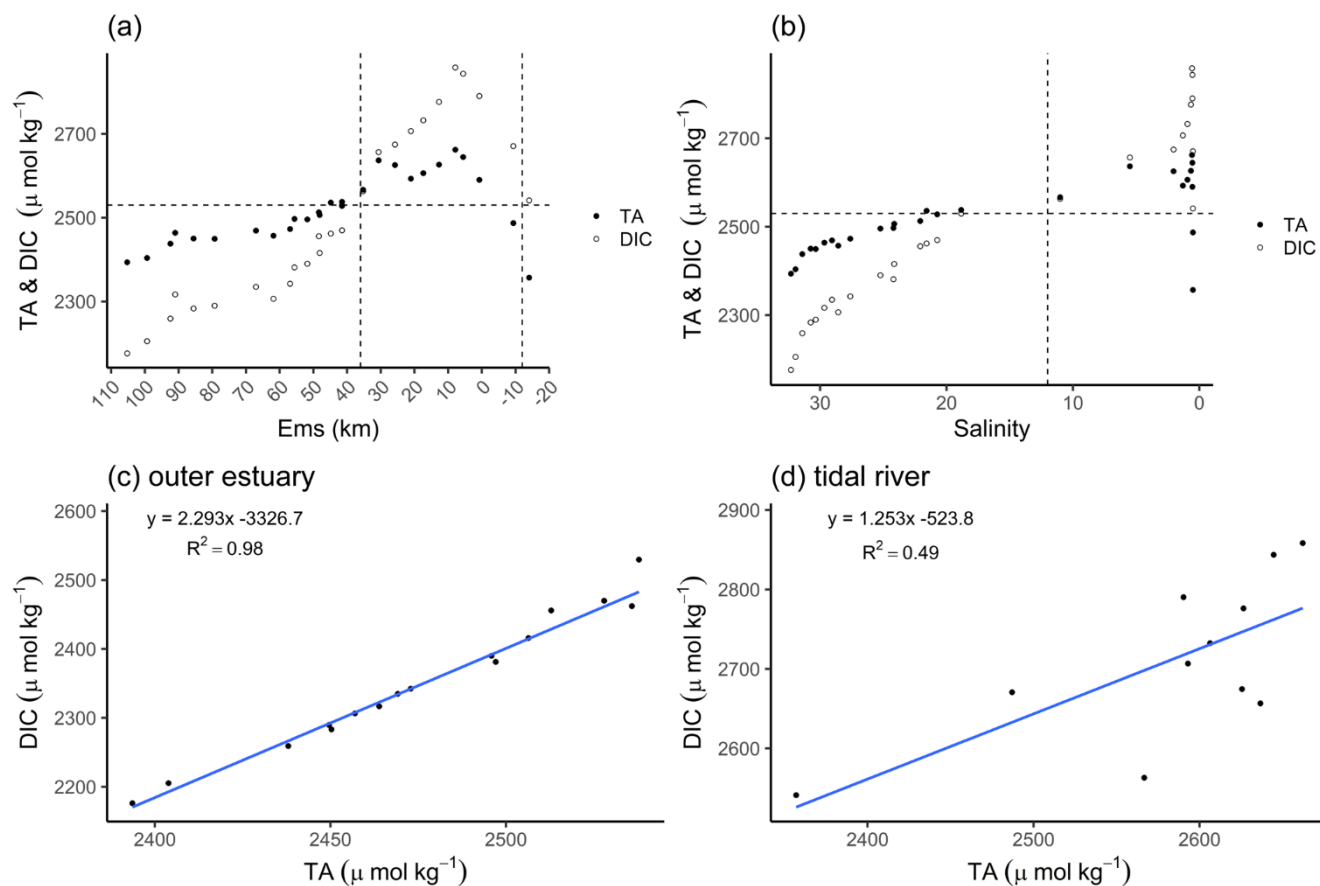 (a)
TA & DIC (μ mol kg⁻¹)
2700
2500
2300
110 100 90 80 70 60 50 40 30 20 10 0 -10 -20
Ems (km)
TA
DIC
(b)
TA & DIC (μ mol kg⁻¹)
2700
2500
2300
30 20 10 0
Salinity
TA
DIC
(c) outer estuary
y = 2.293x -3326.7
R² = 0.98
DIC (μ mol kg⁻¹)
2600
2500
2400
2300
2200
2400 2450 2500
TA (μ mol kg⁻¹)
(d) tidal river
y = 1.253x -523.8
R² = 0.49
DIC (μ mol kg⁻¹)
2900
2800
2700
2600
2400 2500 2600
TA (μ mol kg⁻¹)